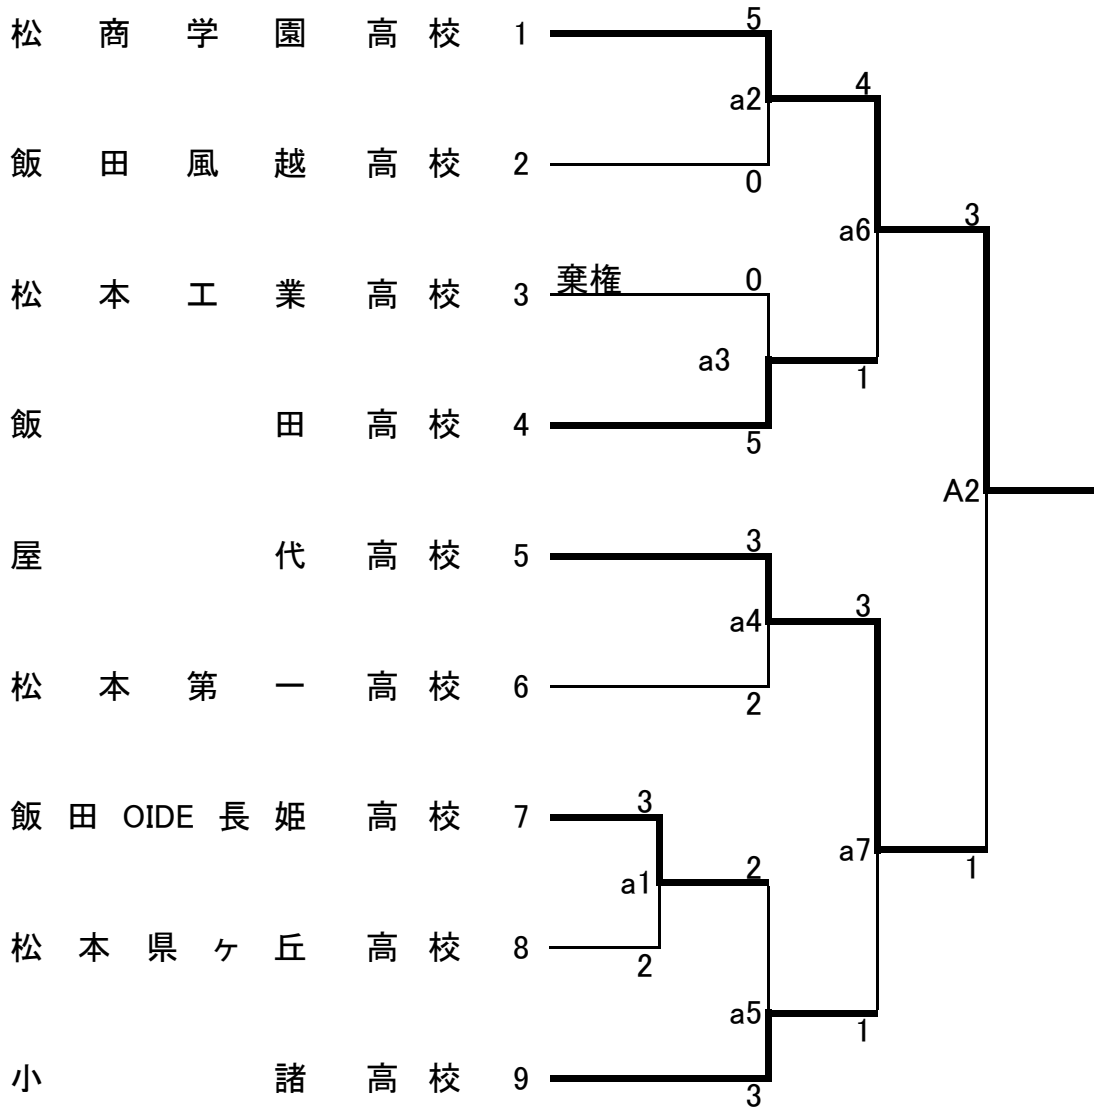 松商学園高校 1 5
a2 4
飯田風越高校 2 0
a6 3
松本工業高校 3 棄権 0
a3 1
飯田高校 4 5
A2
屋代高校 5 3
a4 3
松本第一高校 6 2
飯田OIDE長姫高校 7 3
a7 1
a1 2
松本県ヶ丘高校 8 2
a5 1
小諸高校 9 3